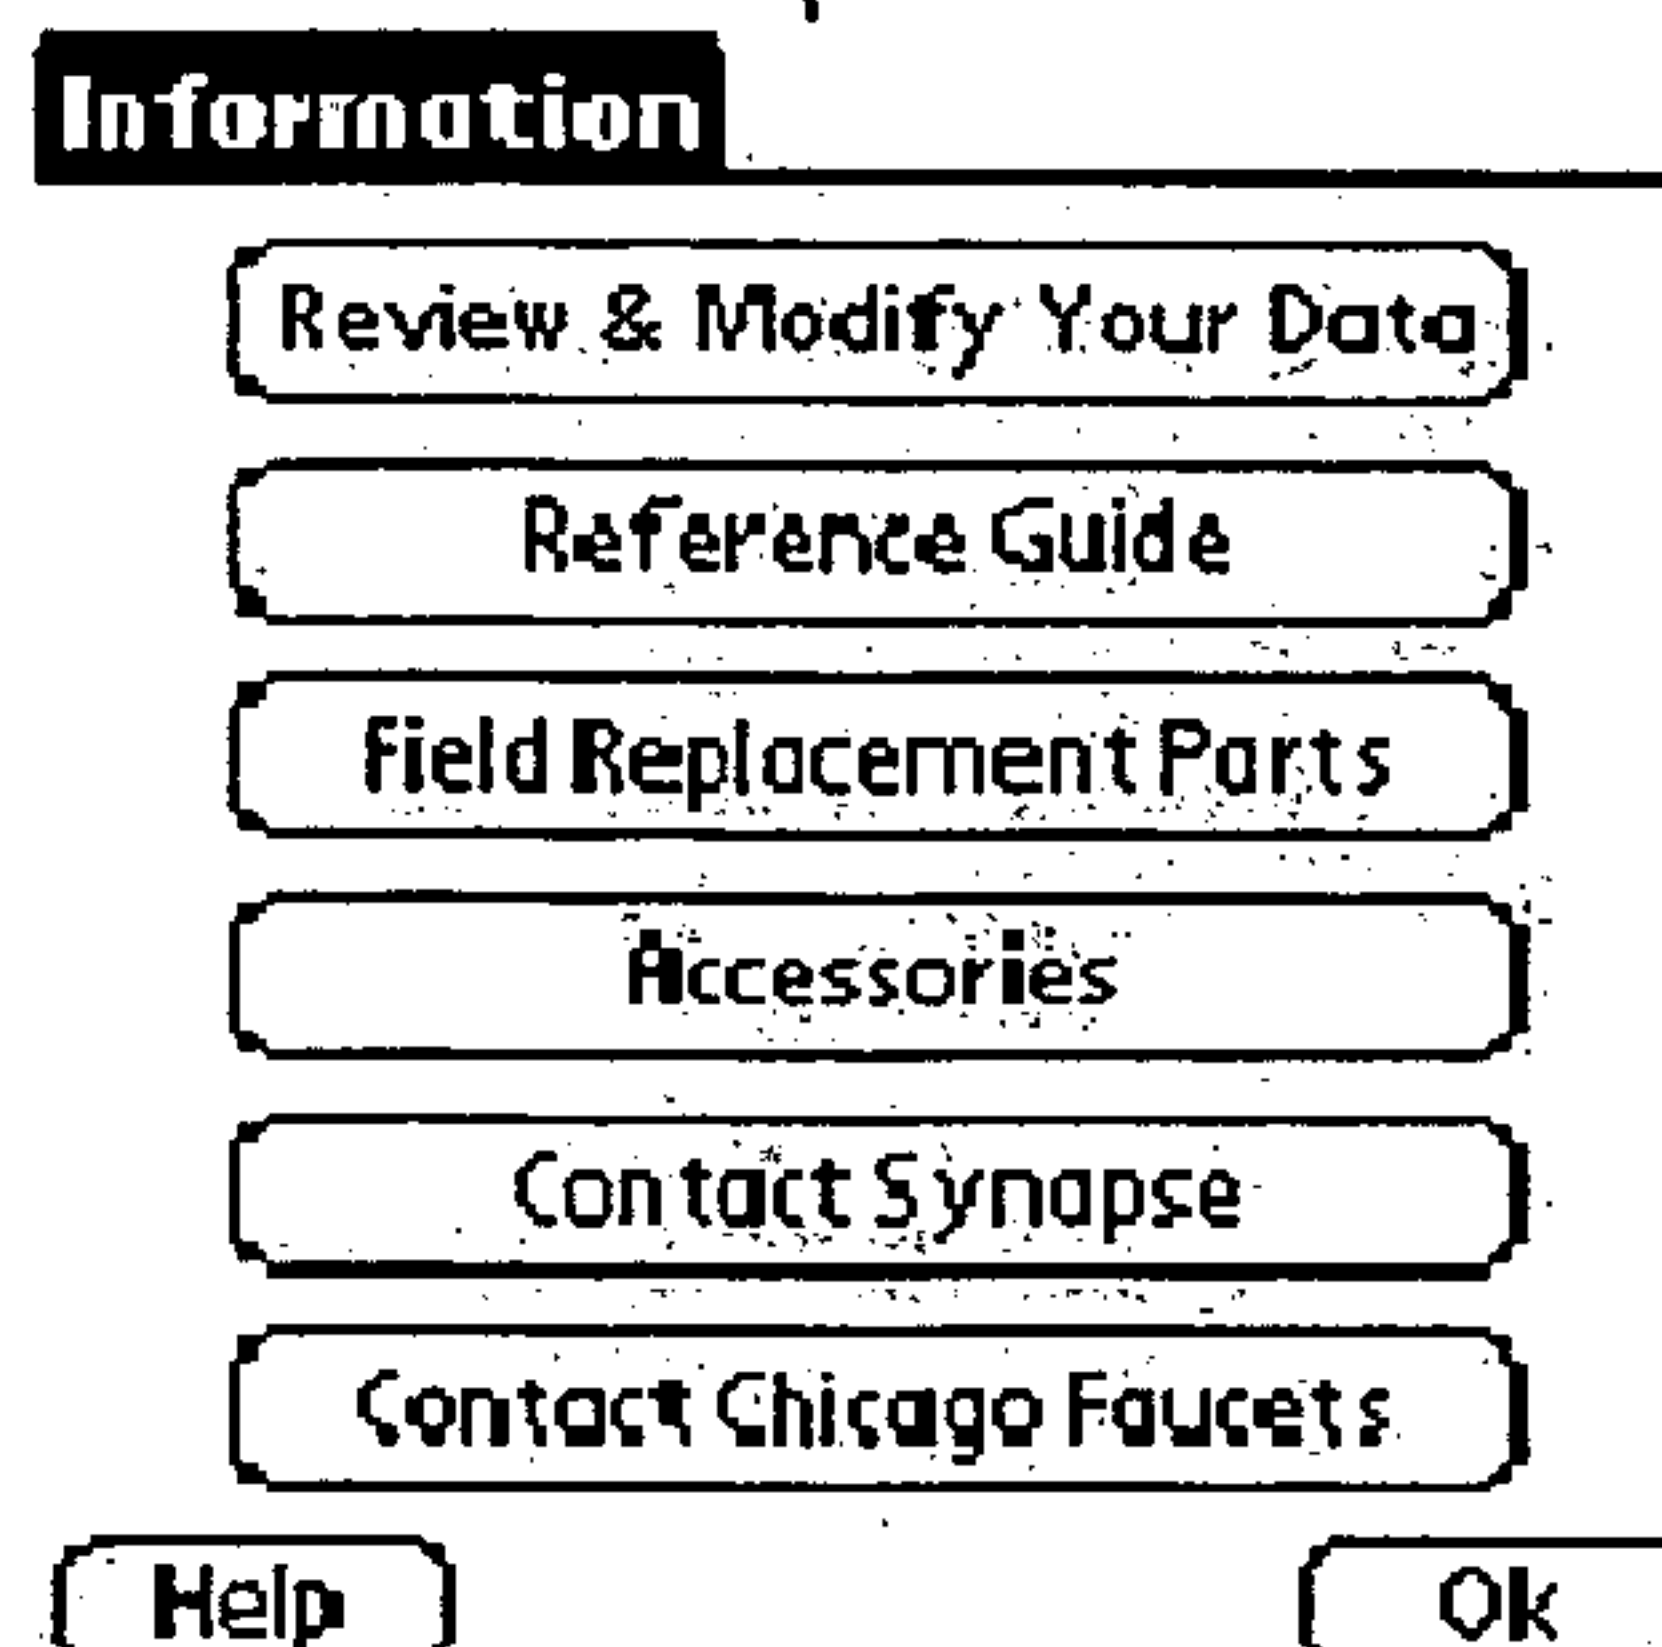 Information
Review & Modify Your Data
Reference Guide
Field Replacement Parts
Accessories
Contact Synapse
Contact Chicago Faucets
Help Ok